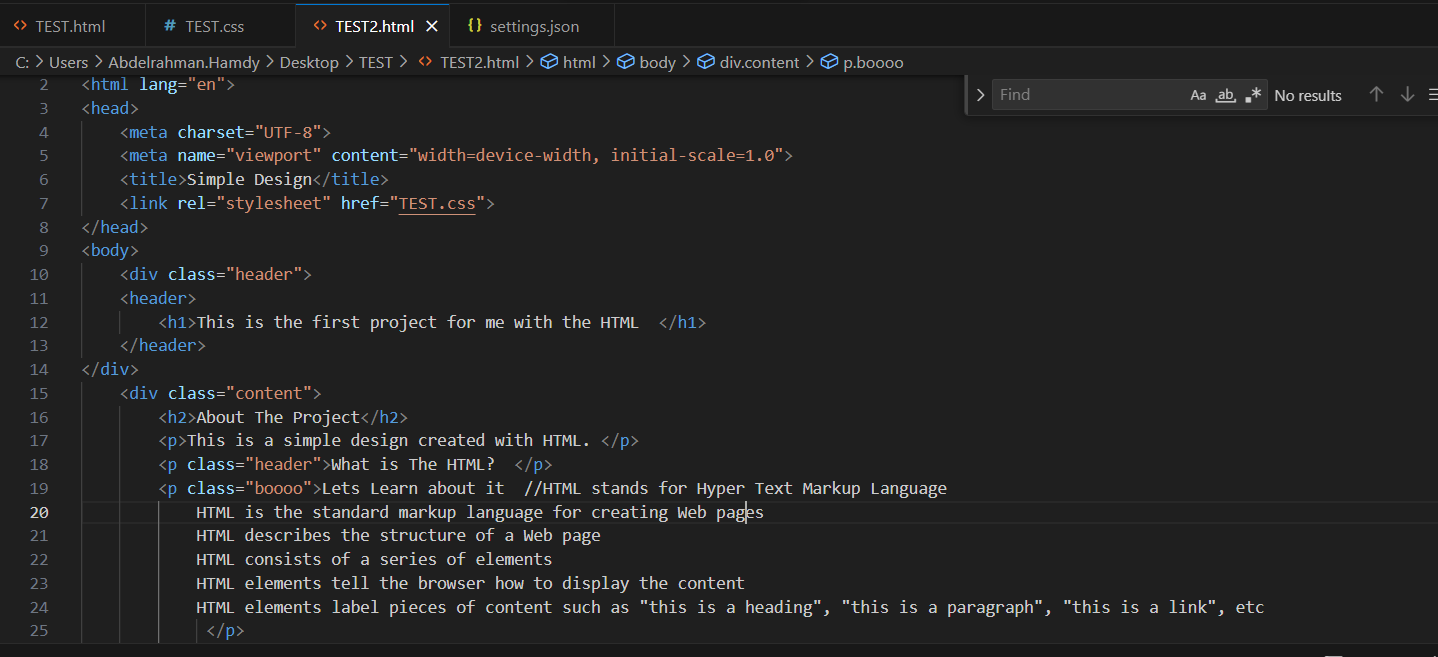 TEST.html # TEST.css TEST2.html {} settings.json
C: > Users > Abdelrahman.Hamdy > Desktop > TEST > TEST2.html > html > body > div.content > p.boooo
Find Aa ab .* No results
2 <html lang="en">
3 <head>
4 <meta charset="UTF-8">
5 <meta name="viewport" content="width=device-width, initial-scale=1.0">
6 <title>Simple Design</title>
7 <link rel="stylesheet" href="TEST.css">
8 </head>
9 <body>
10 <div class="header">
11 <header>
12 <h1>This is the first project for me with the HTML  </h1>
13 </header>
14 </div>
15 <div class="content">
16 <h2>About The Project</h2>
17 <p>This is a simple design created with HTML. </p>
18 <p class="header">What is The HTML?  </p>
19 <p class="boooo">Lets Learn about it  //HTML stands for Hyper Text Markup Language
20 HTML is the standard markup language for creating Web pages
21 HTML describes the structure of a Web page
22 HTML consists of a series of elements
23 HTML elements tell the browser how to display the content
24 HTML elements label pieces of content such as "this is a heading", "this is a paragraph", "this is a link", etc
25 </p>